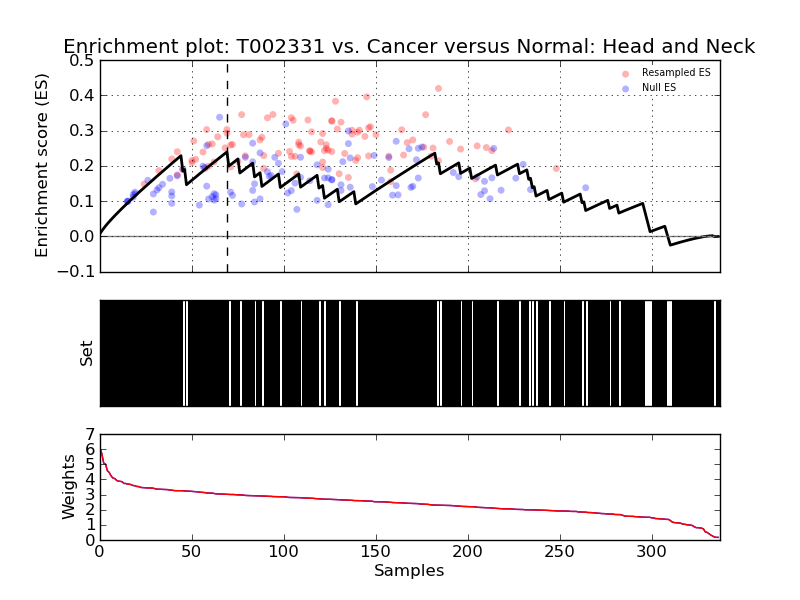 Enrichment plot: T002331 vs. Cancer versus Normal: Head and Neck
Enrichment score (ES)
0.5
0.4
0.3
0.2
0.1
0.0
−0.1
Resampled ES
Null ES
Set
Weights
7
6
5
4
3
2
1
0
0 50 100 150 200 250 300
Samples